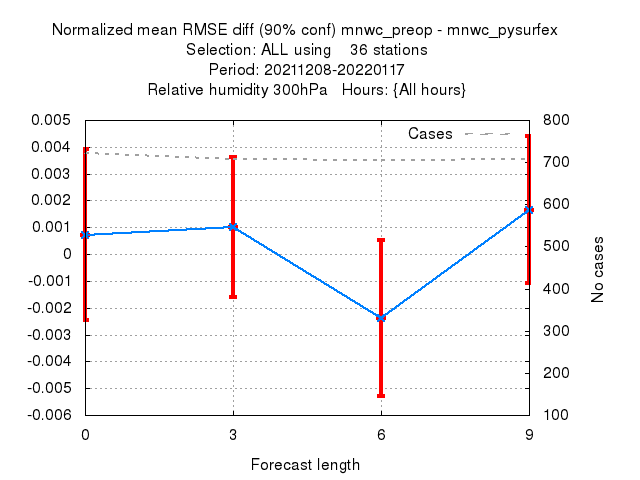 Normalized mean RMSE diff (90% conf) mnwc_preop - mnwc_pysurfex
Selection: ALL using    36 stations
Period: 20211208-20220117
Relative humidity 300hPa   Hours: {All hours}
0.005
0.004
0.003
0.002
0.001
0
-0.001
-0.002
-0.003
-0.004
-0.005
-0.006
Cases
800
700
600
500
400
300
200
100
No cases
0 3 6 9
Forecast length